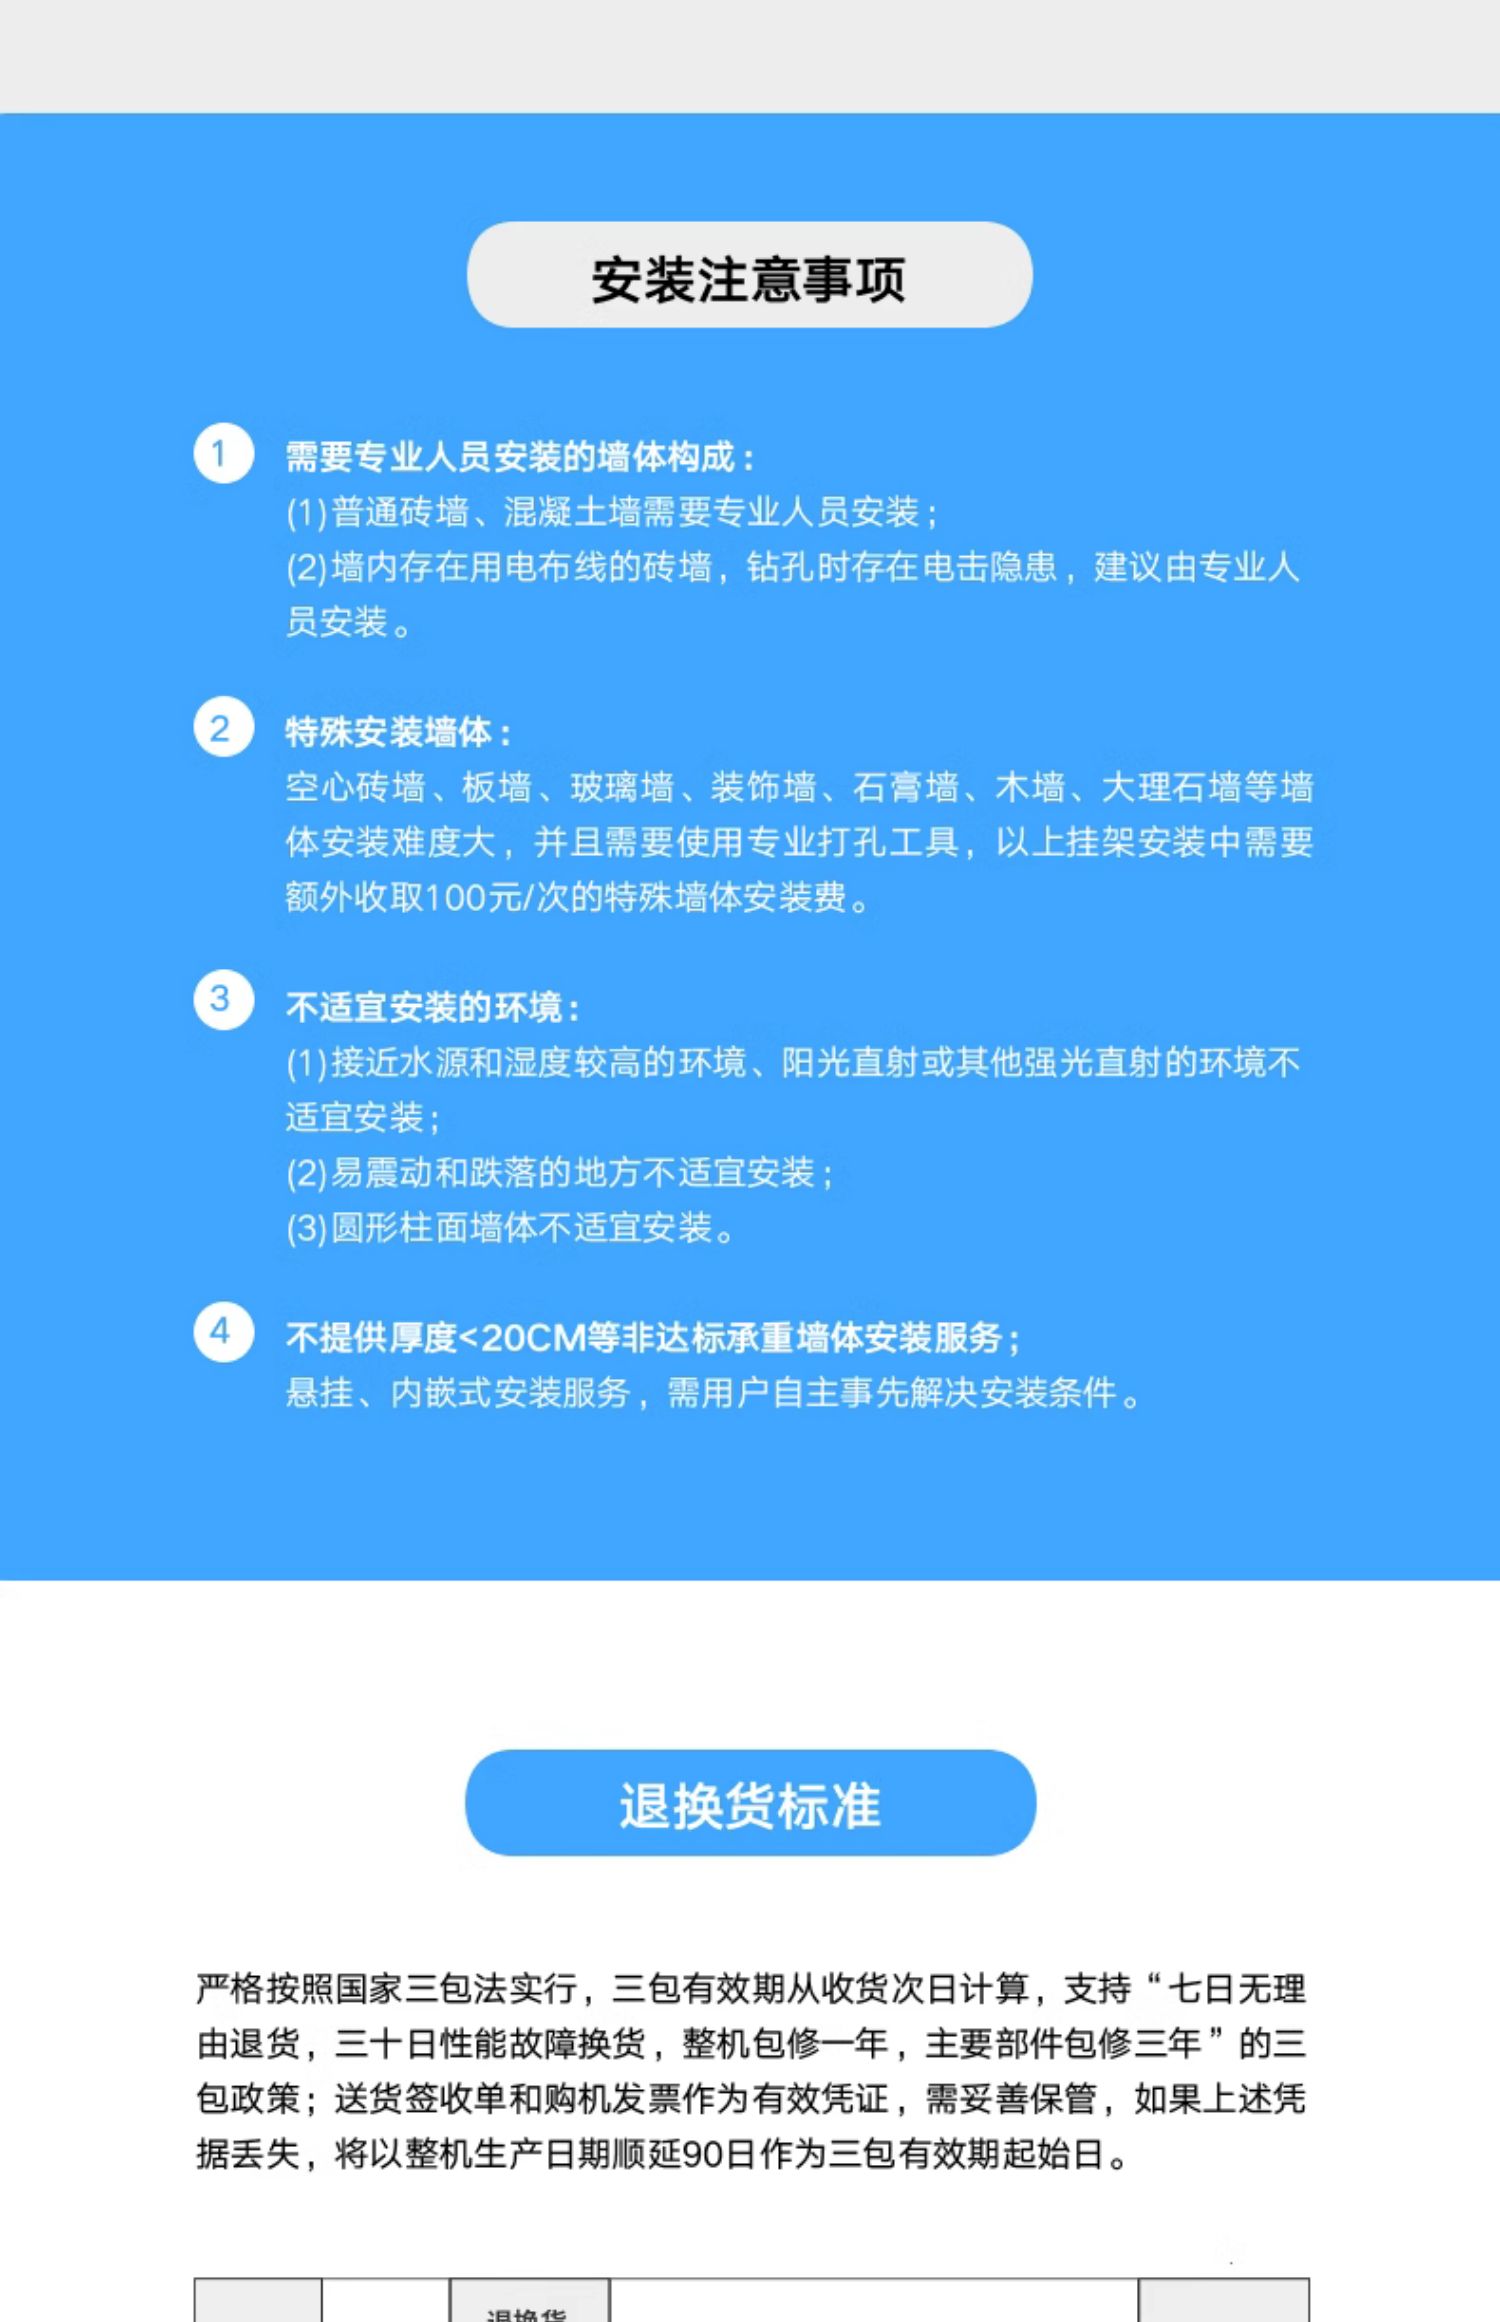 安装注意事项
1
需要专业人员安装的墙体构成：
(1)普通砖墙、混凝土墙需要专业人员安装；
(2)墙内存在用电布线的砖墙，钻孔时存在电击隐患，建议由专业人
员安装。
2
特殊安装墙体：
空心砖墙、板墙、玻璃墙、装饰墙、石膏墙、木墙、大理石墙等墙
体安装难度大，并且需要使用专业打孔工具，以上挂架安装中需要
额外收取100元/次的特殊墙体安装费。
3
不适宜安装的环境：
(1)接近水源和湿度较高的环境、阳光直射或其他强光直射的环境不
适宜安装；
(2)易震动和跌落的地方不适宜安装；
(3)圆形柱面墙体不适宜安装。
4
不提供厚度<20CM等非达标承重墙体安装服务；
悬挂、内嵌式安装服务，需用户自主事先解决安装条件。
退换货标准
严格按照国家三包法实行，三包有效期从收货次日计算，支持“七日无理
由退货，三十日性能故障换货，整机包修一年，主要部件包修三年”的三
包政策；送货签收单和购机发票作为有效凭证，需妥善保管，如果上述凭
据丢失，将以整机生产日期顺延90日作为三包有效期起始日。
退换货